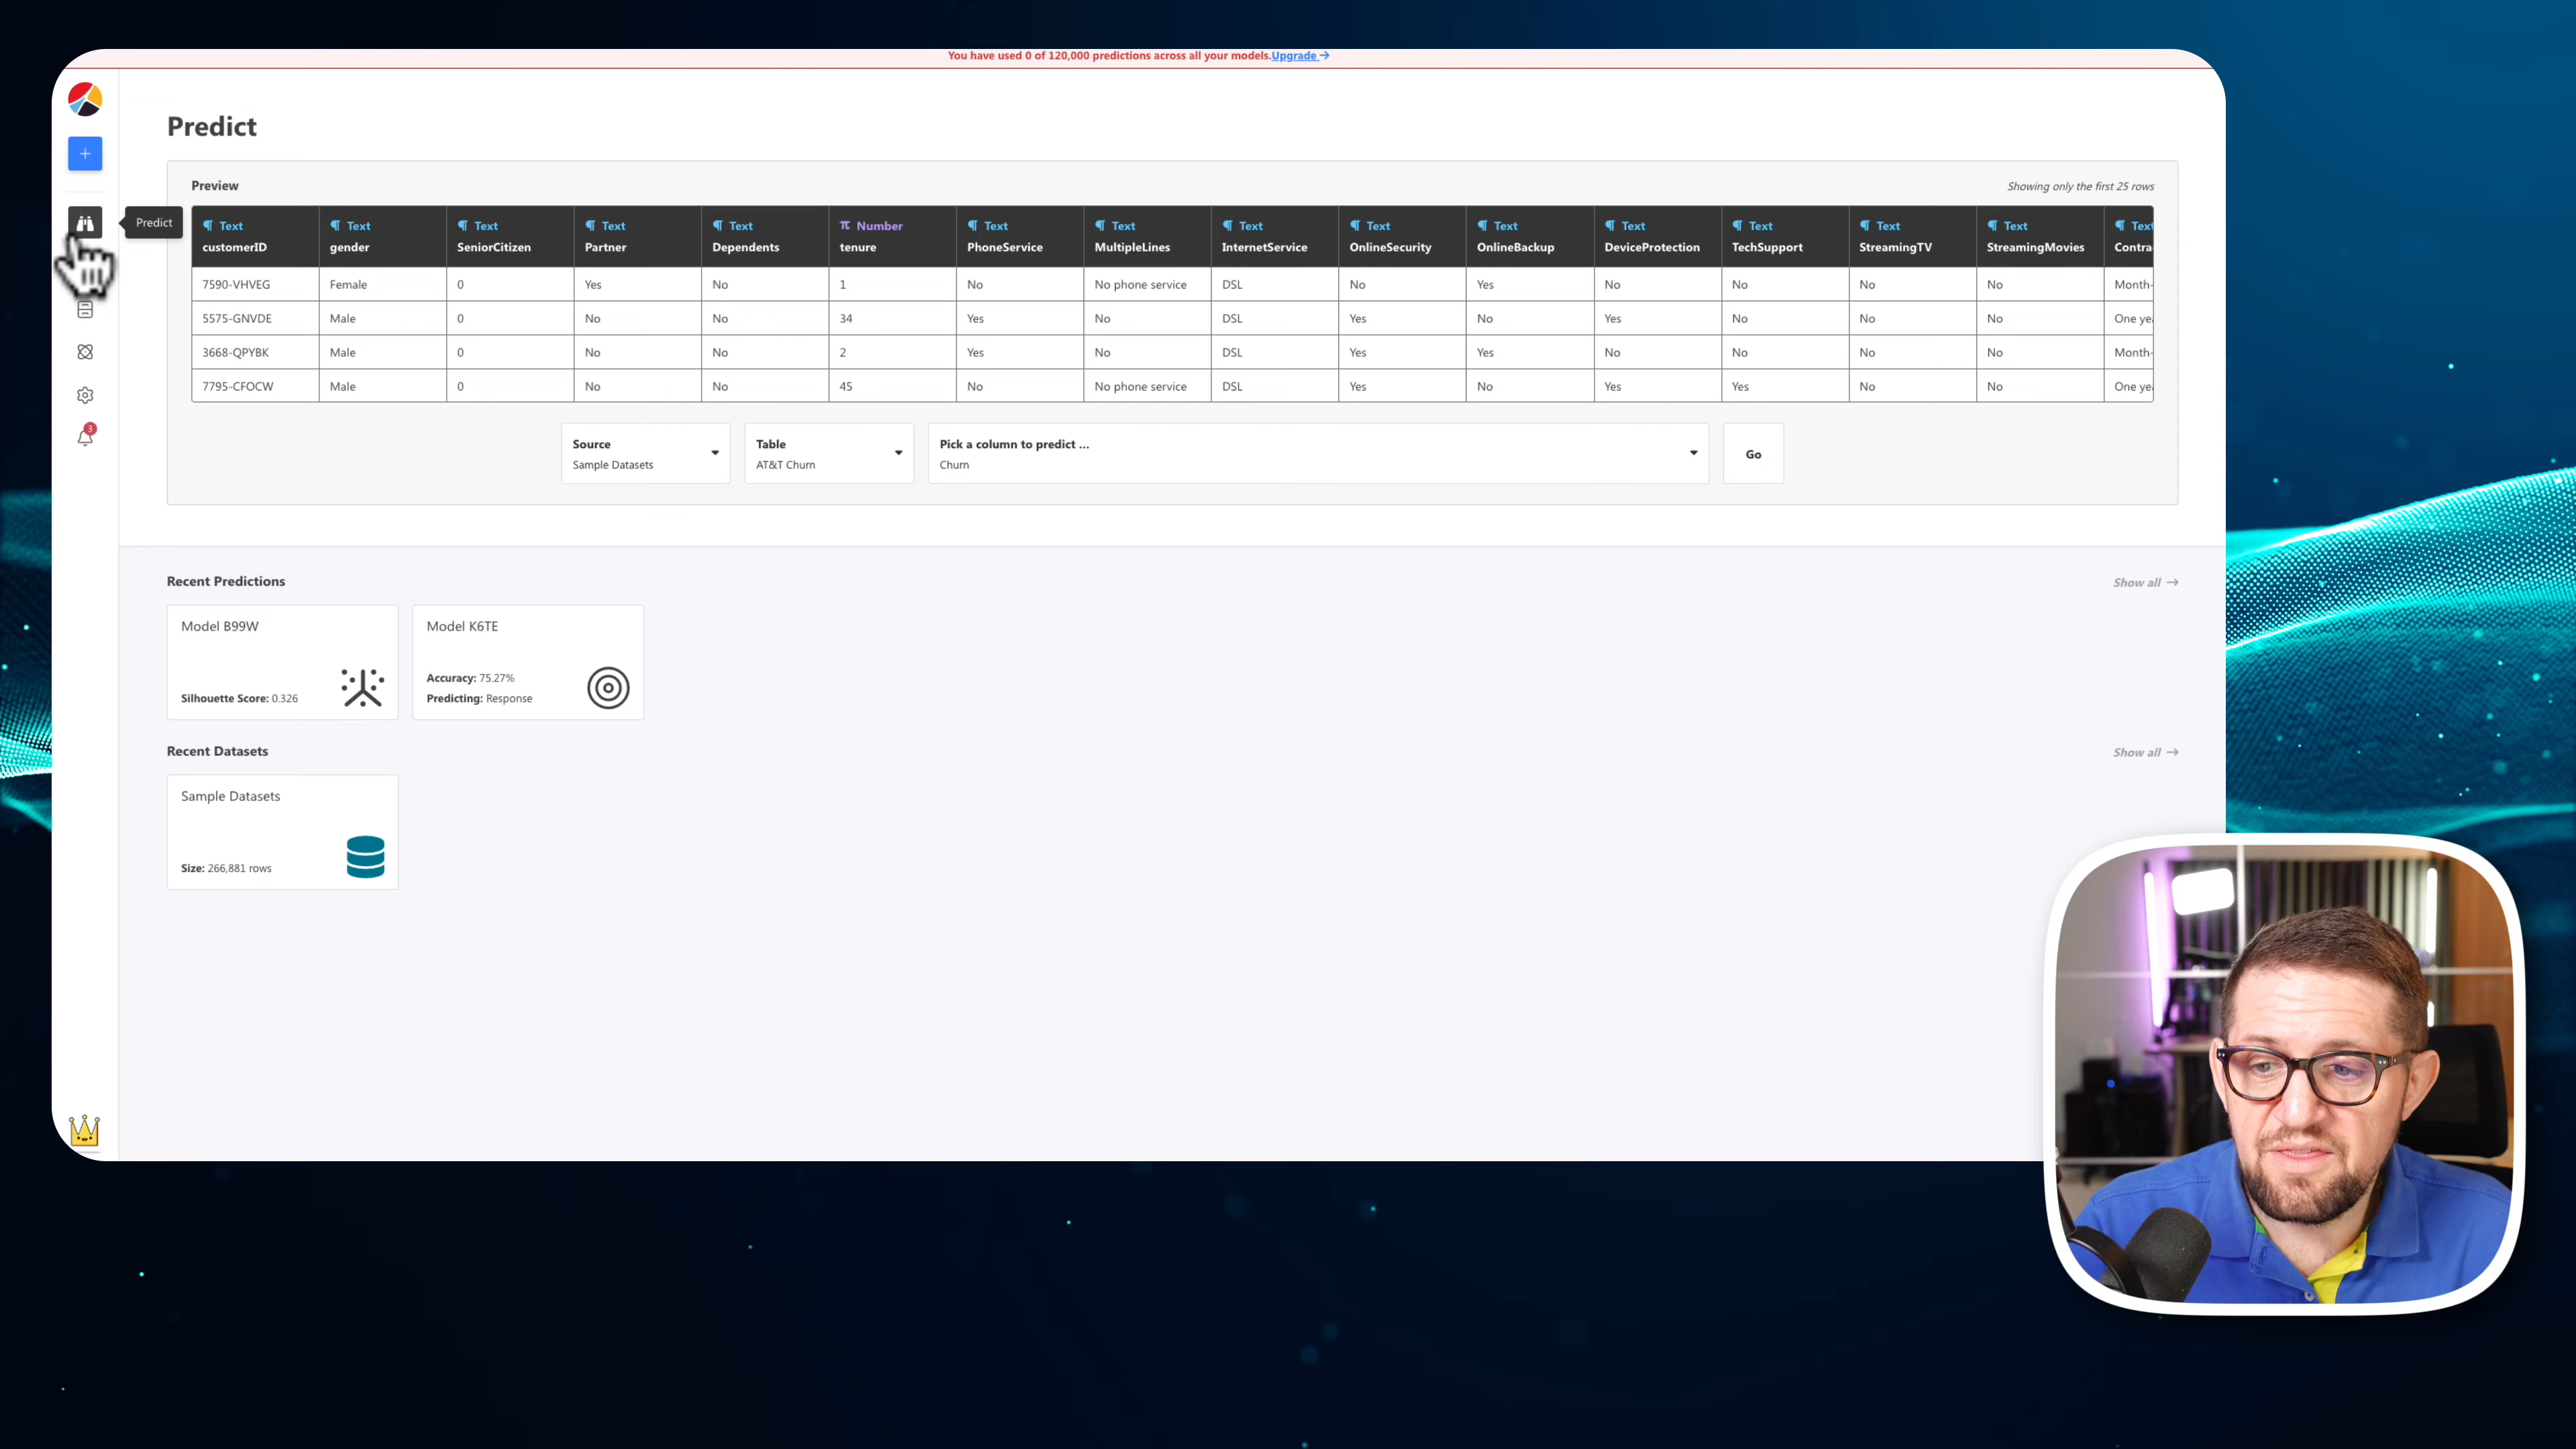 You have used 0 of 120,000 predictions across all your models. Upgrade →
Predict
Predict
Preview
Showing only the first 25 rows
Text Text Text Text Text Number Text Text Text Text Text Text Text Text Text
customerID gender SeniorCitizen Partner Dependents tenure PhoneService MultipleLines InternetService OnlineSecurity OnlineBackup DeviceProtection TechSupport StreamingTV StreamingMovies
7590-VHVEG Female 0 Yes No 1 No No phone service DSL No Yes No No No No Month-
5575-GNVDE Male 0 No No 34 Yes No DSL Yes No Yes No No No One
3668-QPYBK Male 0 No No 2 Yes No DSL Yes Yes No No No No Month-
7795-CFOCW Male 0 No No 45 No No phone service DSL Yes No Yes Yes No No One
3
Source
Sample Datasets
Table
AT&T Churn
Pick a column to predict ...
Churn
Go
Recent Predictions
Show all →
Model B99W
Silhouette Score: 0.326
Model K6TE
Accuracy: 75.27%
Predicting: Response
Recent Datasets
Show all →
Sample Datasets
Size: 266,881 rows